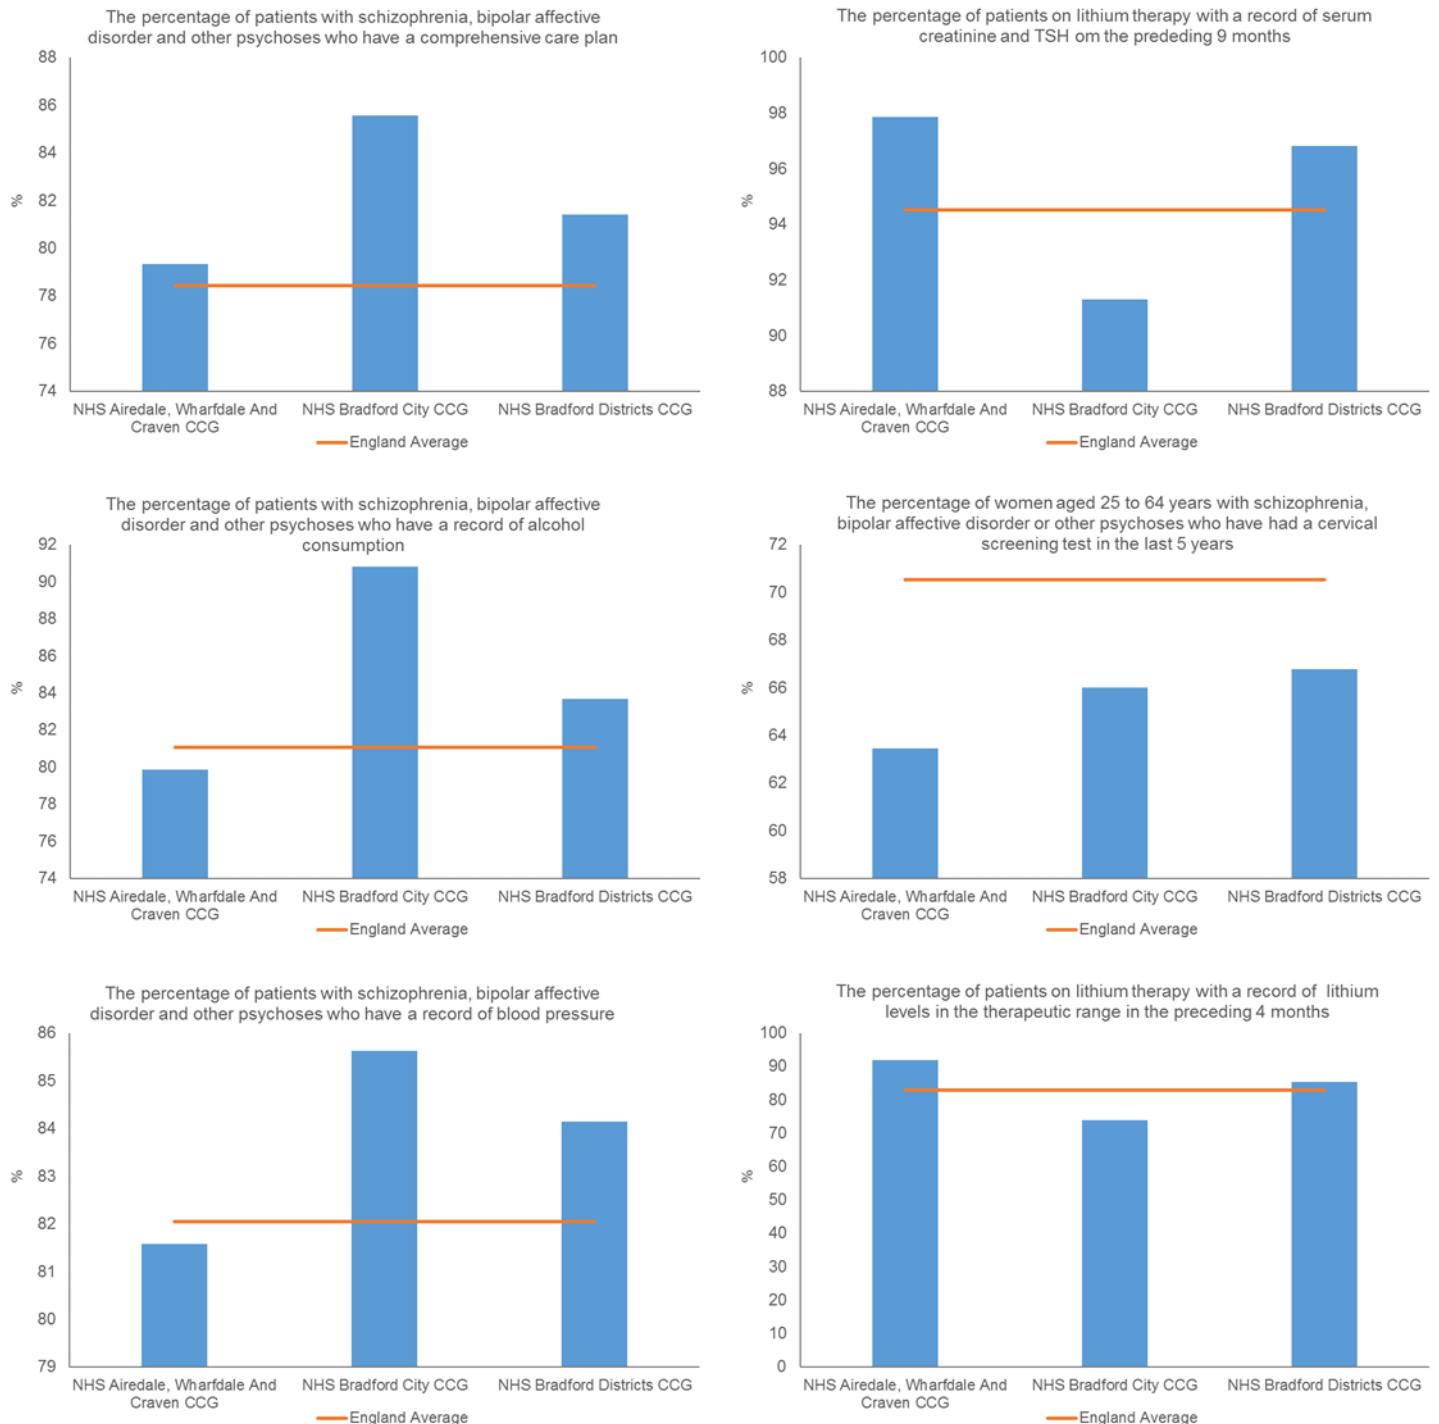 The percentage of patients with schizophrenia, bipolar affective
disorder and other psychoses who have a comprehensive care plan
88
86
84
82
80
78
76
74
%
NHS Airedale, Wharfdale And
Craven CCG
NHS Bradford City CCG
NHS Bradford Districts CCG
England Average
The percentage of patients on lithium therapy with a record of serum
creatinine and TSH om the prededing 9 months
100
98
96
94
92
90
88
%
NHS Airedale, Wharfdale And
Craven CCG
NHS Bradford City CCG
NHS Bradford Districts CCG
England Average
The percentage of patients with schizophrenia, bipolar affective
disorder and other psychoses who have a record of alcohol
consumption
92
90
88
86
84
82
80
78
76
74
%
NHS Airedale, Wharfdale And
Craven CCG
NHS Bradford City CCG
NHS Bradford Districts CCG
England Average
The percentage of women aged 25 to 64 years with schizophrenia,
bipolar affective disorder or other psychoses who have had a cervical
screening test in the last 5 years
72
70
68
66
64
62
60
58
%
NHS Airedale, Wharfdale And
Craven CCG
NHS Bradford City CCG
NHS Bradford Districts CCG
England Average
The percentage of patients with schizophrenia, bipolar affective
disorder and other psychoses who have a record of blood pressure
86
85
84
83
82
81
80
79
%
NHS Airedale, Wharfdale And
Craven CCG
NHS Bradford City CCG
NHS Bradford Districts CCG
England Average
The percentage of patients on lithium therapy with a record of lithium
levels in the therapeutic range in the preceding 4 months
100
90
80
70
60
50
40
30
20
10
0
%
NHS Airedale, Wharfdale And
Craven CCG
NHS Bradford City CCG
NHS Bradford Districts CCG
England Average